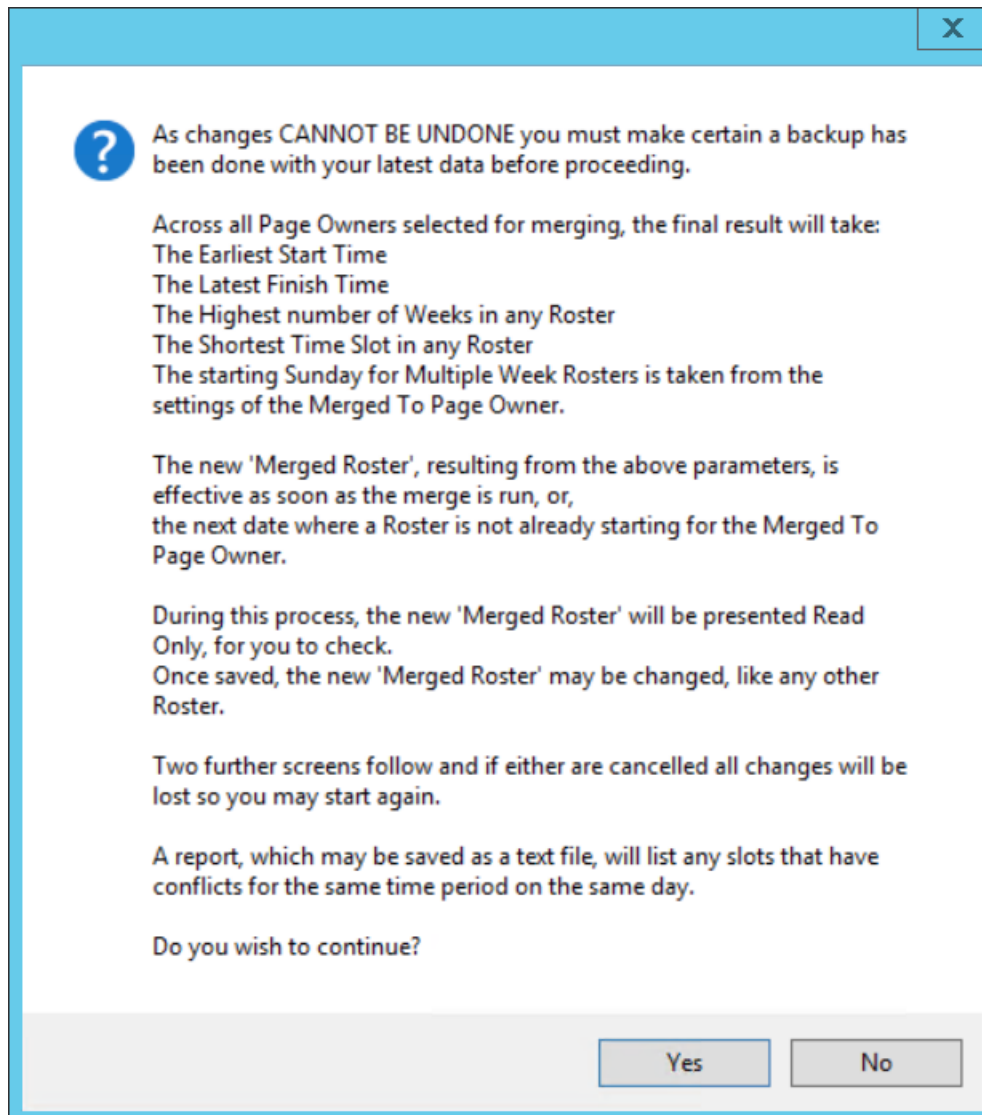 X
? As changes CANNOT BE UNDONE you must make certain a backup has
been done with your latest data before proceeding.
Across all Page Owners selected for merging, the final result will take:
The Earliest Start Time
The Latest Finish Time
The Highest number of Weeks in any Roster
The Shortest Time Slot in any Roster
The starting Sunday for Multiple Week Rosters is taken from the
settings of the Merged To Page Owner.
The new 'Merged Roster', resulting from the above parameters, is
effective as soon as the merge is run, or,
the next date where a Roster is not already starting for the Merged To
Page Owner.
During this process, the new 'Merged Roster' will be presented Read
Only, for you to check.
Once saved, the new 'Merged Roster' may be changed, like any other
Roster.
Two further screens follow and if either are cancelled all changes will be
lost so you may start again.
A report, which may be saved as a text file, will list any slots that have
conflicts for the same time period on the same day.
Do you wish to continue?
Yes No